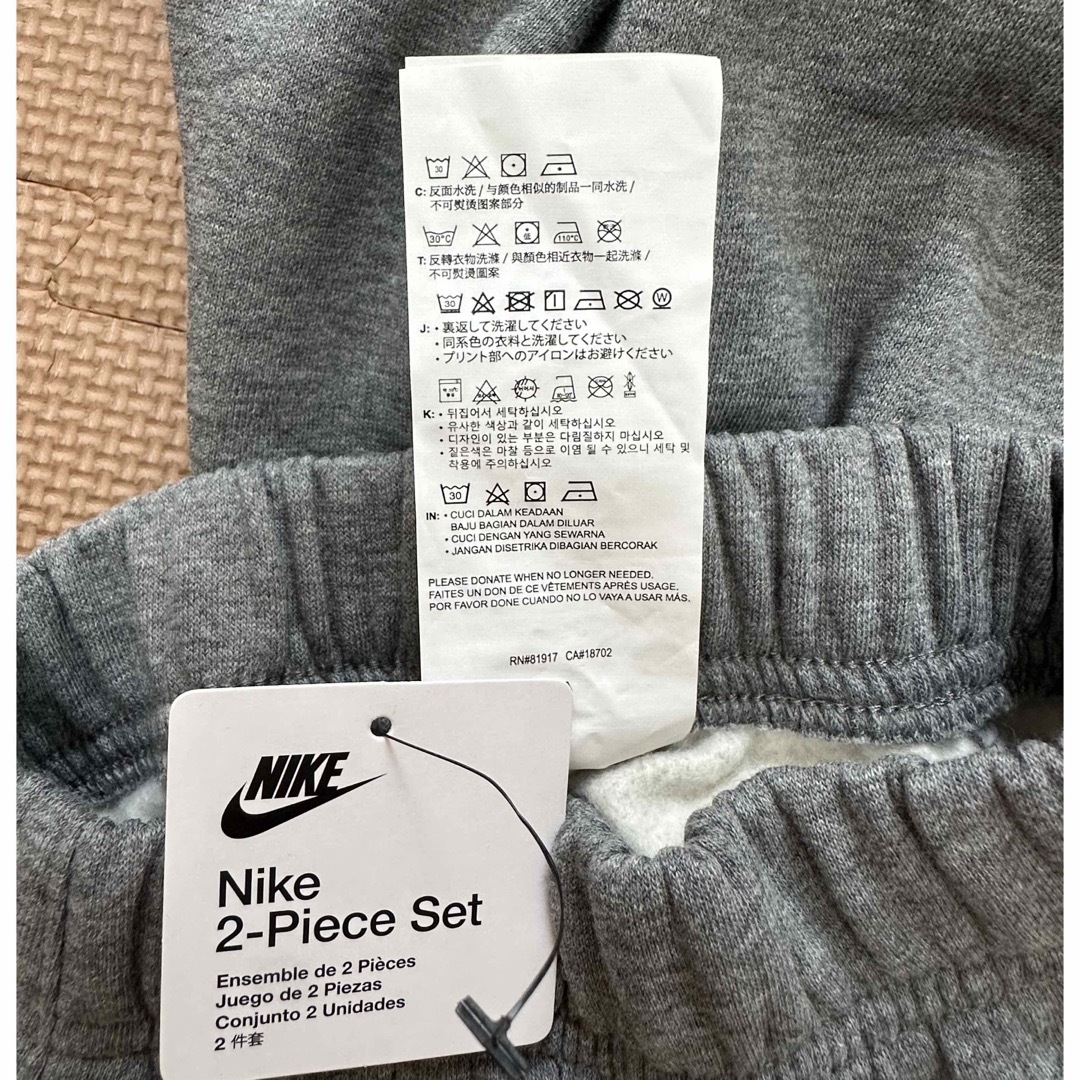 30
C: 反面水洗 / 与颜色相似的制品一同水洗 /
不可熨烫图案部分
30°C 低 110°C
T: 反轉衣物洗滌 / 與顏色相近衣物一起洗滌 /
不可熨燙圖案
30 W
J: • 裏返して洗濯してください
• 同系色の衣料と洗濯してください
• プリント部へのアイロンはお避けください
K: • 뒤집어서 세탁하십시오
• 유사한 색상과 같이 세탁하십시오
• 디자인이 있는 부분은 다림질하지 마십시오
• 짙은색은 마찰 등으로 이염 될 수 있으니 세탁 및
착용에 주의하십시오
30
IN: • CUCI DALAM KEADAAN
BAJU BAGIAN DALAM DILUAR
• CUCI DENGAN YANG SEWARNA
• JANGAN DISETRIKA DIBAGIAN BERCORAK
PLEASE DONATE WHEN NO LONGER NEEDED.
FAITES UN DON DE CE VÊTEMENTS APRÈS USAGE,
POR FAVOR DONE CUANDO NO LO VAYA A USAR MÁS.
RN#81917 CA#18702
NIKE
Nike
2-Piece Set
Ensemble de 2 Pièces
Juego de 2 Piezas
Conjunto 2 Unidades
2 件套